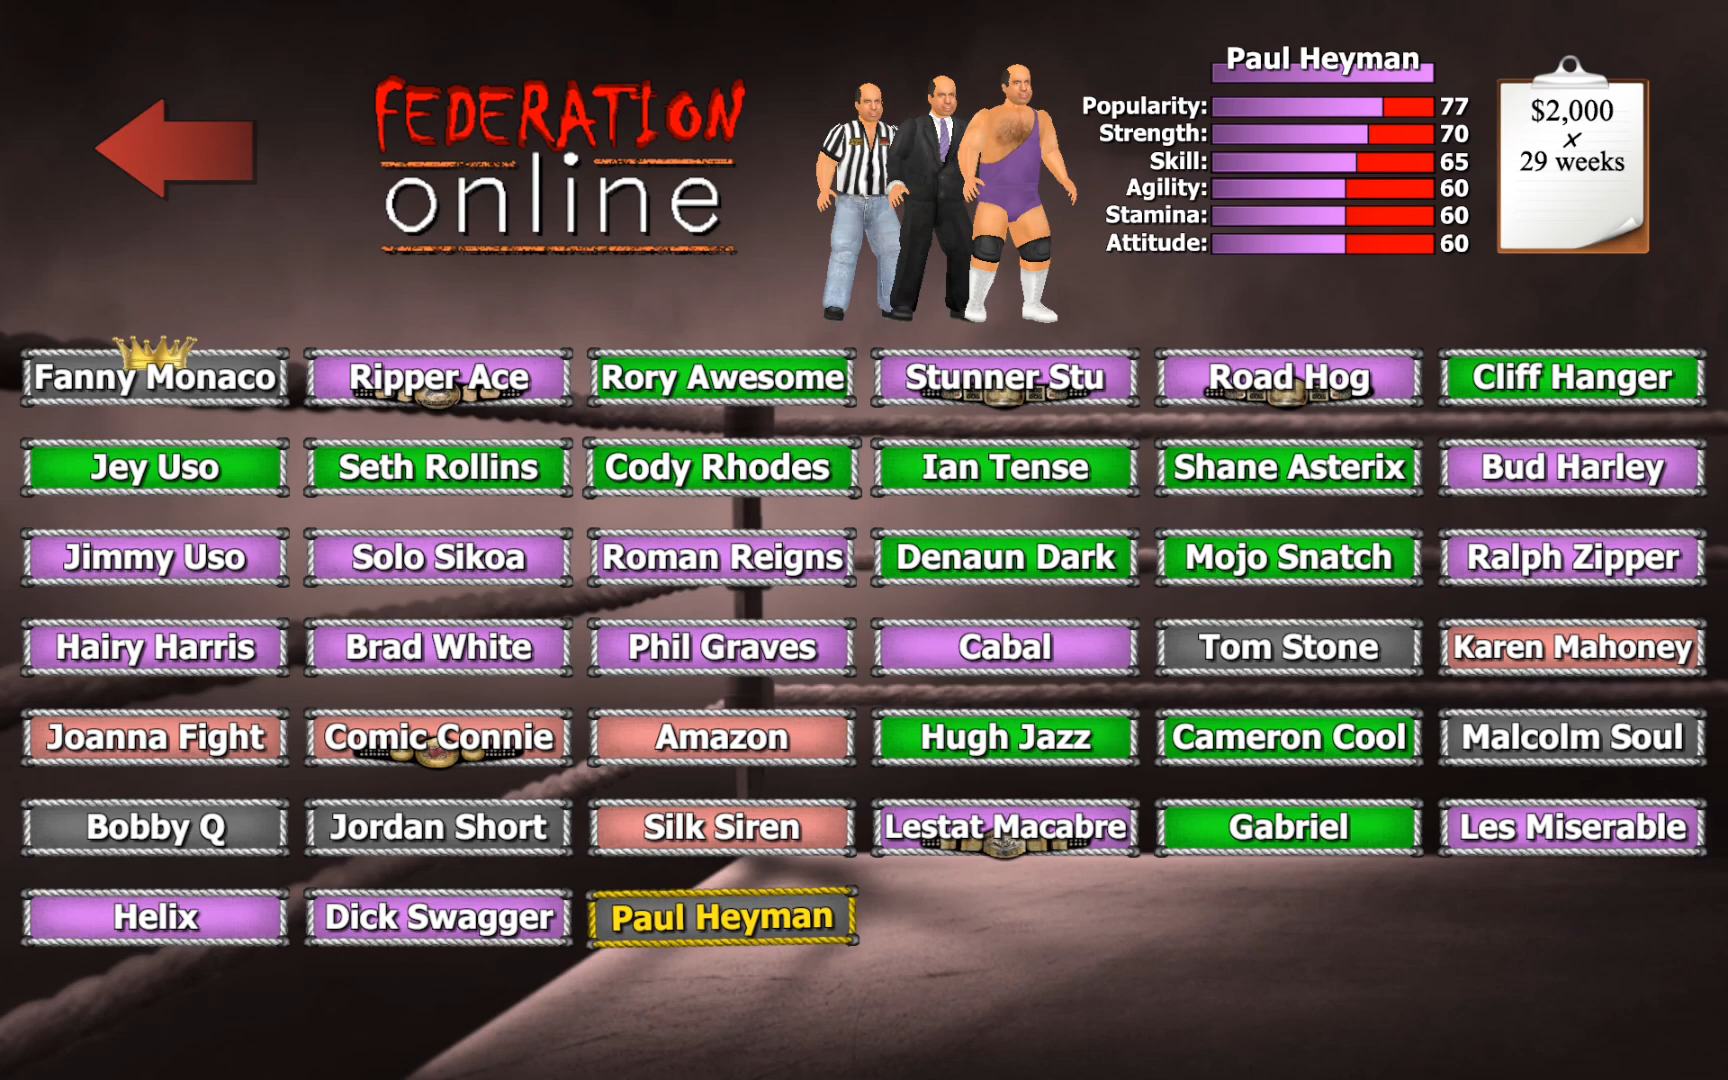 FEDERATION
online
Paul Heyman
Popularity: 77
Strength: 70
Skill: 65
Agility: 60
Stamina: 60
Attitude: 60
$2,000
x
29 weeks
Fanny Monaco
Ripper Ace
Rory Awesome
Stunner Stu
Road Hog
Cliff Hanger
Jey Uso
Seth Rollins
Cody Rhodes
Ian Tense
Shane Asterix
Bud Harley
Jimmy Uso
Solo Sikoa
Roman Reigns
Denaun Dark
Mojo Snatch
Ralph Zipper
Hairy Harris
Brad White
Phil Graves
Cabal
Tom Stone
Karen Mahoney
Joanna Fight
Comic Connie
Amazon
Hugh Jazz
Cameron Cool
Malcolm Soul
Bobby Q
Jordan Short
Silk Siren
Lestat Macabre
Gabriel
Les Miserable
Helix
Dick Swagger
Paul Heyman